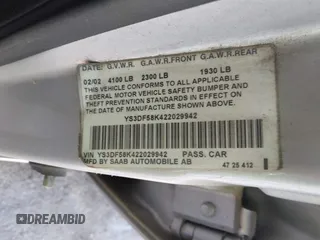 DATE: G.V.W.R. G.A.W.R.FRONT G.A.W.R.REAR
02/02 4100 LB 2300 LB 1930 LB
THIS VEHICLE CONFORMS TO ALL APPLICABLE
FEDERAL MOTOR VEHICLE SAFETY BUMPER AND
THEFT PREVENTION STANDARDS IN EFFECT ON
THE DATE OF MANUFACTURE SHOWN ABOVE.
YS3DF58K422029942
VIN YS3DF58K422029942 PASS. CAR
MFG BY SAAB AUTOMOBILE AB 47 25 412
DREAMBID